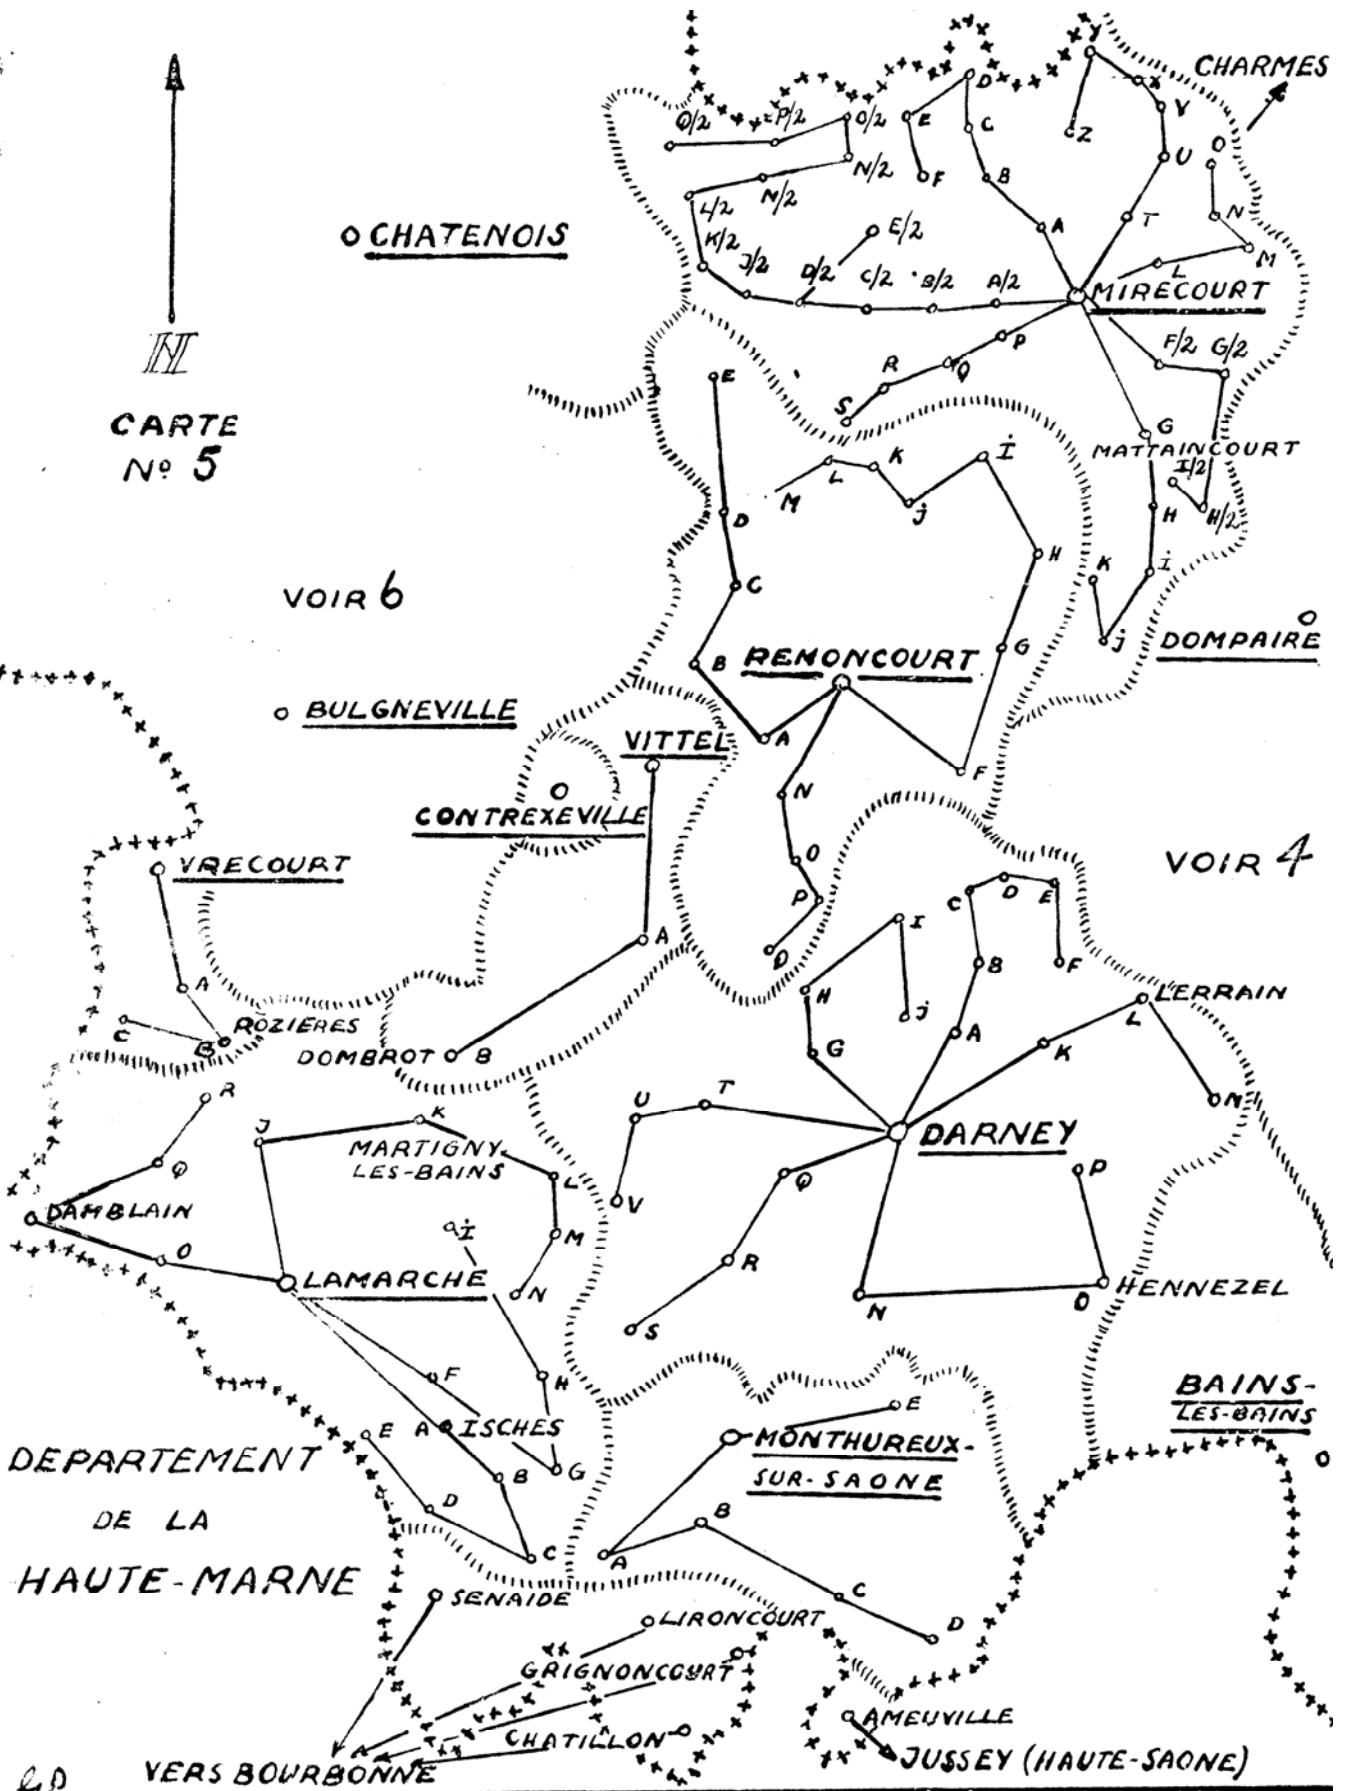 CHARMES
D
Y
X
V
Q/2
P/2
O/2
E
C
Z
U
O
N/2
F
B
L/2
M/2
E/2
A
T
N
M
CHATENOIS
K/2
J/2
D/2
C/2
B/2
A/2
L
MIRECOURT
N
P
F/2
G/2
R
Q
S
E
CARTE
Nº 5
G
MATTAINCOURT
I/2
M
L
K
J
I
D
H
H/2
H
K
I
C
VOIR 6
J
DOMPAIRE
B
REMONCOURT
G
BULGNEVILLE
VITTEL
A
F
N
CONTREXEVILLE
VRECOURT
O
VOIR 4
P
C
D
E
I
A
Q
B
F
A
H
J
L'ERRAIN
L
C
B
ROZIERES
DOMBROT
B
G
A
K
R
M
J
K
U
T
MARTIGNY-
LES-BAINS
L
DARNEY
Q
Q
P
V
DAMBLAIN
I
M
O
R
LAMARCHE
N
S
N
O
HENNEZEL
F
H
BAINS-
LES-BAINS
E
A
ISCHES
E
MONTHUREUX-
SUR-SAONE
DEPARTEMENT
DE LA
HAUTE-MARNE
B
G
D
B
C
A
C
SENAIDE
LIRONCOURT
D
GRIGNONCOURT
CHATILLON
AMEUVILLE
VERS BOURBONNE
JUSSEY (HAUTE-SAONE)